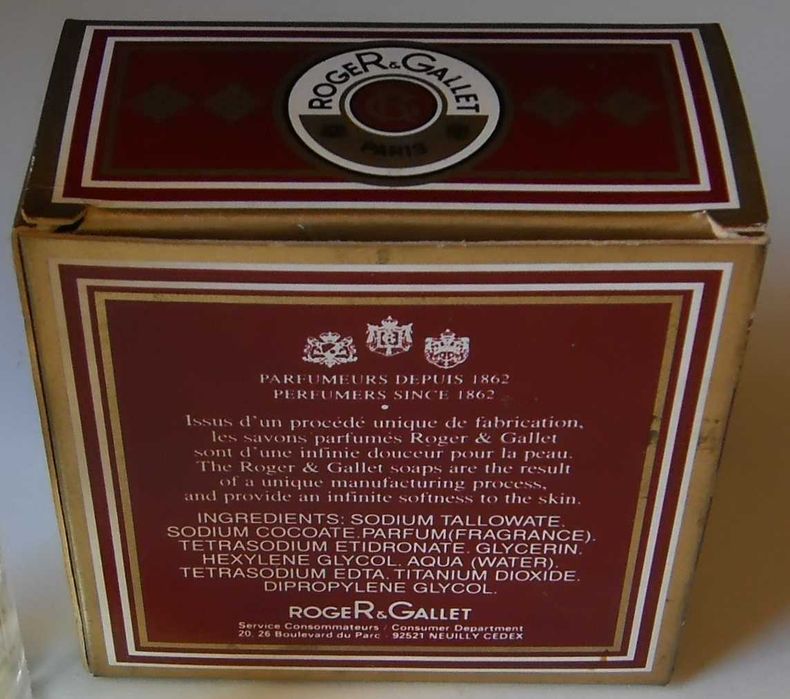 ROGER&GALLET
PARIS
PARFUMEURS DEPUIS 1862
PERFUMERS SINCE 1862
Issus d'un procédé unique de fabrication,
les savons parfumés Roger & Gallet
sont d'une infinie douceur pour la peau.
The Roger & Gallet soaps are the result
of a unique manufacturing process,
and provide an infinite softness to the skin.
INGREDIENTS: SODIUM TALLOWATE.
SODIUM COCOATE.PARFUM(FRAGRANCE).
TETRASODIUM ETIDRONATE. GLYCERIN.
HEXYLENE GLYCOL. AQUA (WATER).
TETRASODIUM EDTA. TITANIUM DIOXIDE.
DIPROPYLENE GLYCOL.
ROGER&GALLET
Service Consommateurs / Consumer Department
20, 26 Boulevard du Parc - 92521 NEUILLY CEDEX